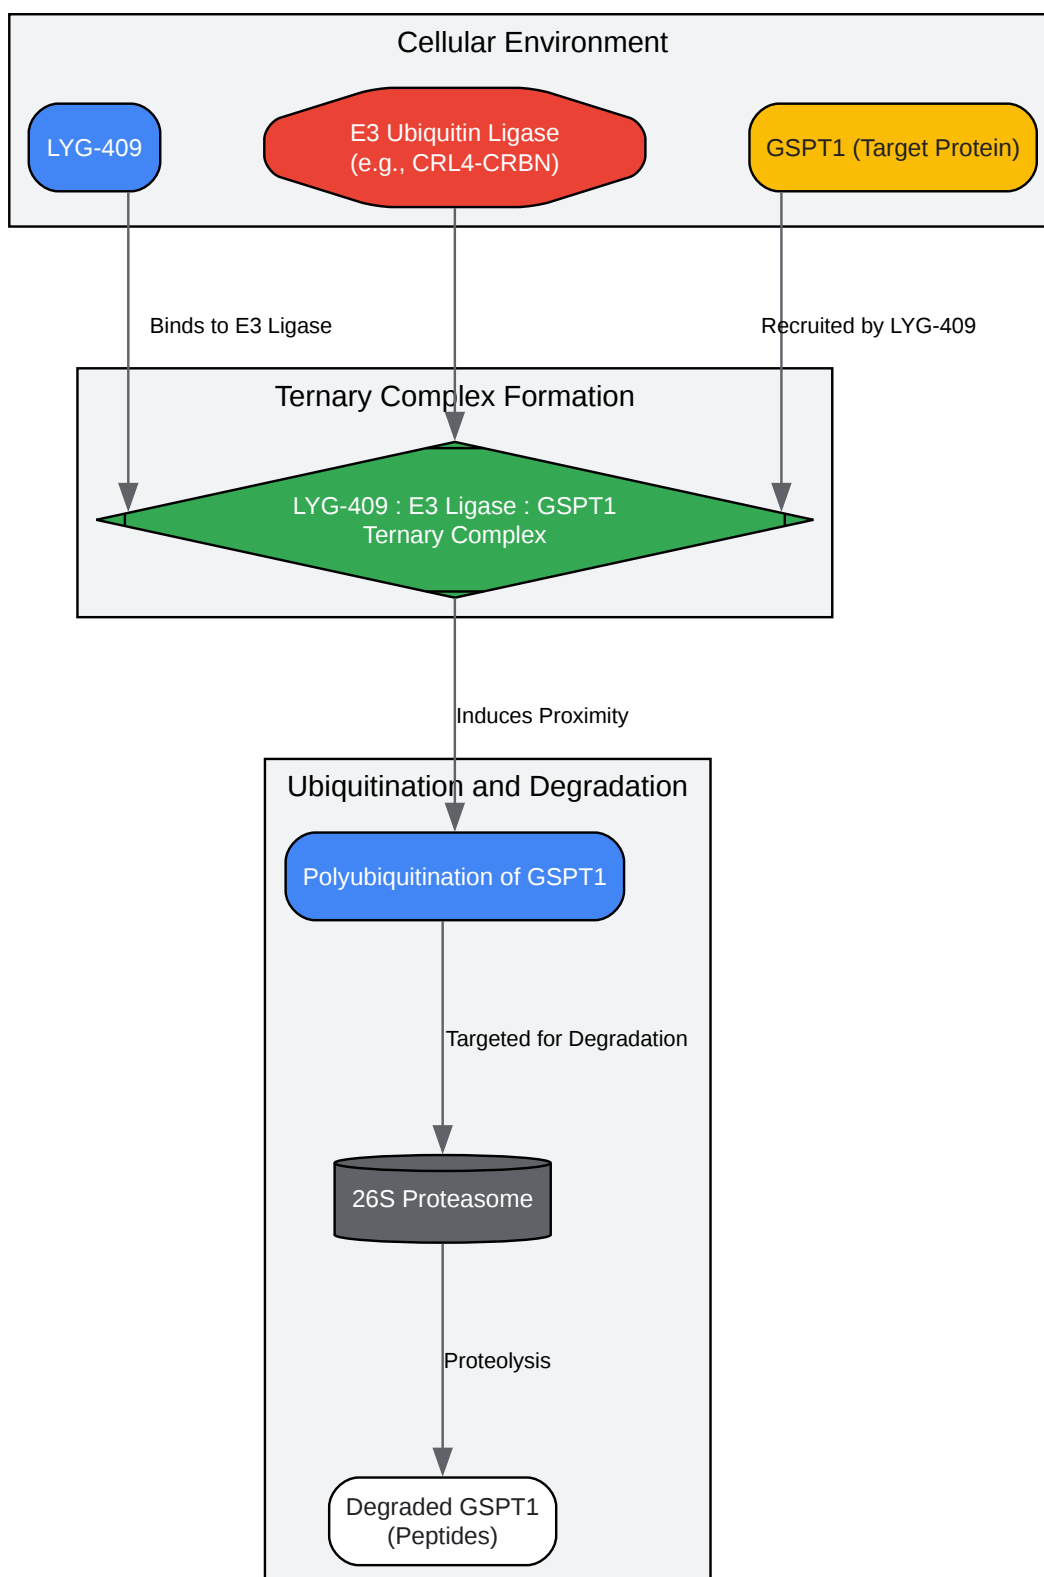 Cellular Environment
LYG-409
E3 Ubiquitin Ligase
(e.g., CRL4-CRBN)
GSPT1 (Target Protein)
Binds to E3 Ligase
Recruited by LYG-409
Ternary Complex Formation
LYG-409 : E3 Ligase : GSPT1
Ternary Complex
Induces Proximity
Ubiquitination and Degradation
Polyubiquitination of GSPT1
Targeted for Degradation
26S Proteasome
Proteolysis
Degraded GSPT1
(Peptides)